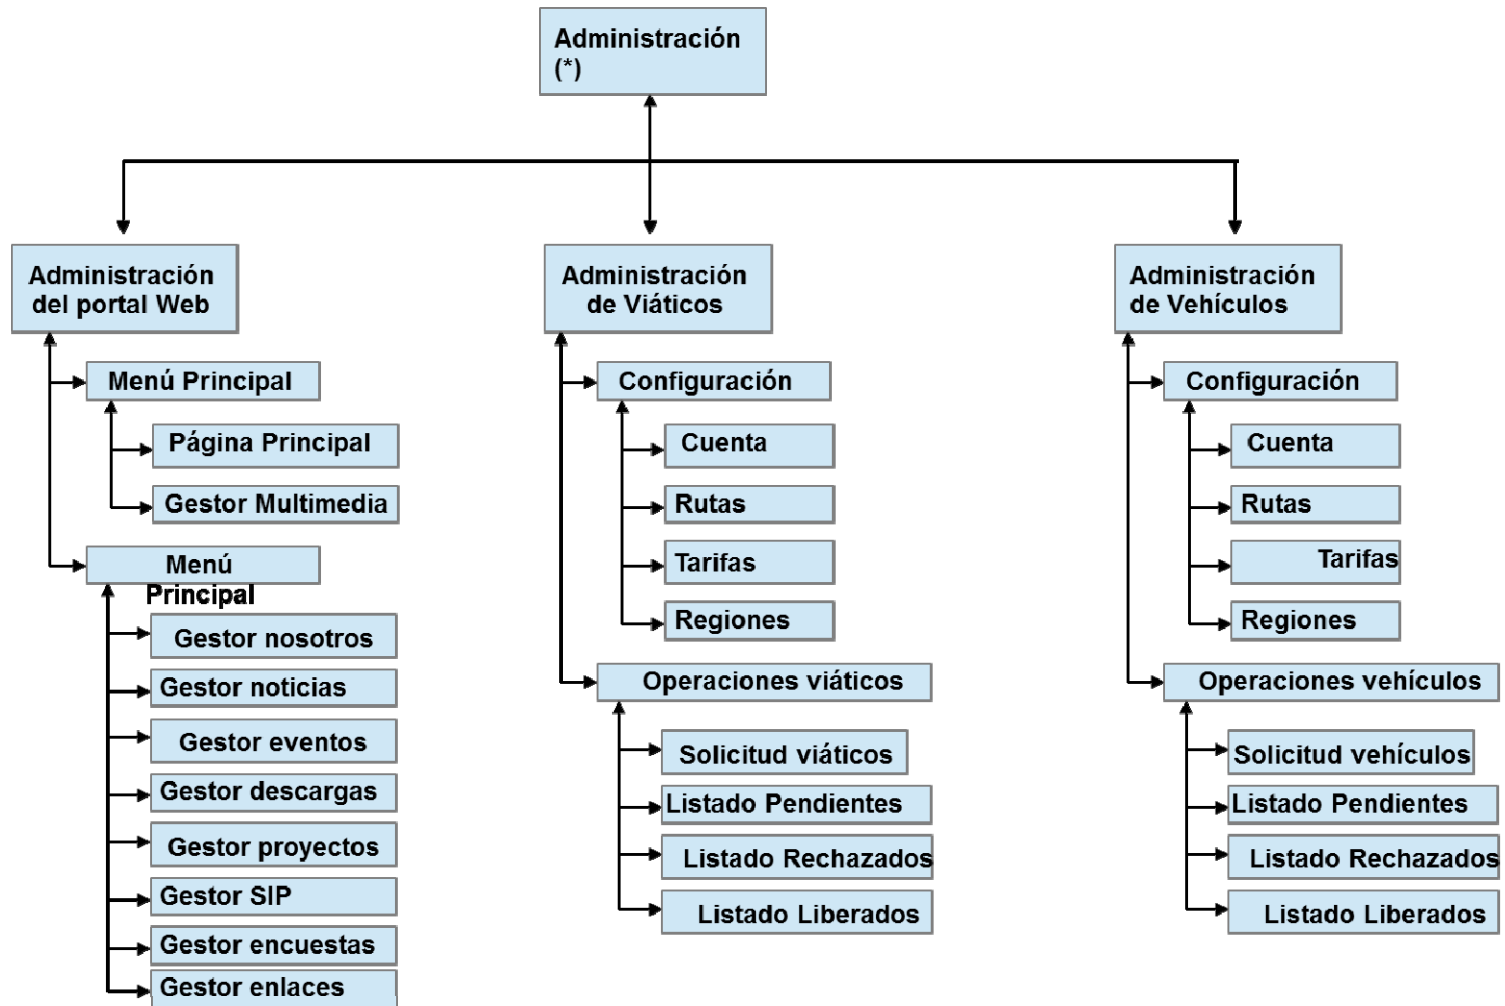 Administración
(*)
Administración
del portal Web
Menú Principal
Página Principal
Gestor Multimedia
Menú
Principal
Gestor nosotros
Gestor noticias
Gestor eventos
Gestor descargas
Gestor proyectos
Gestor SIP
Gestor encuestas
Gestor enlaces
Administración
de Viáticos
Configuración
Cuenta
Rutas
Tarifas
Regiones
Operaciones viáticos
Solicitud viáticos
Listado Pendientes
Listado Rechazados
Listado Liberados
Administración
de Vehículos
Configuración
Cuenta
Rutas
Tarifas
Regiones
Operaciones vehículos
Solicitud vehículos
Listado Pendientes
Listado Rechazados
Listado Liberados